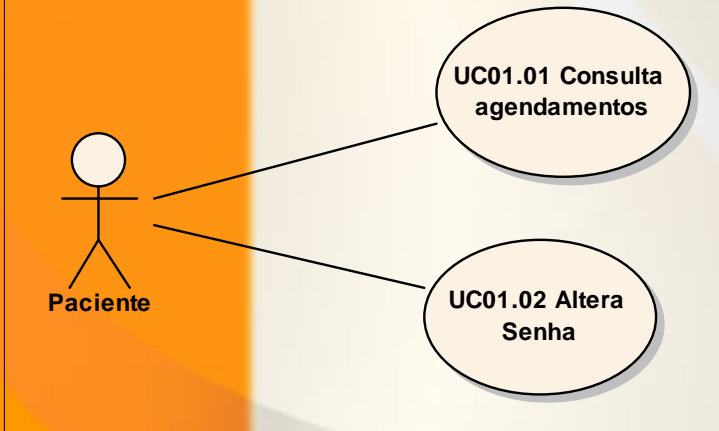 UC01.01 Consulta
agendamentos
Paciente
UC01.02 Altera
Senha